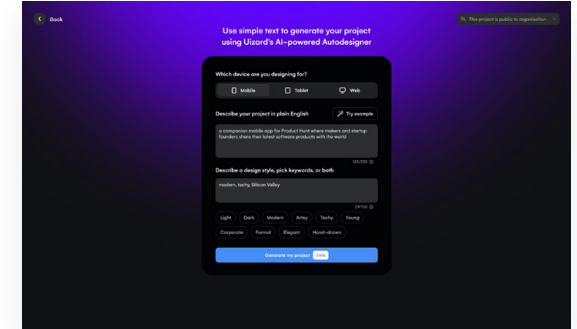 Back
This project is public to organisation
Use simple text to generate your project
using Uizard's AI-powered Autodesigner
Which device are you designing for?
Mobile
Tablet
Web
Describe your project in plain English
Try example
a companion mobile app for Product Hunt where makers and startup
founders share their latest software products with the world
Describe a design style, pick keywords, or both
modern, techy, Silicon Valley
Light
Dark
Modern
Artsy
Techy
Young
Corporate
Formal
Elegant
Hand-drawn
Generate my project